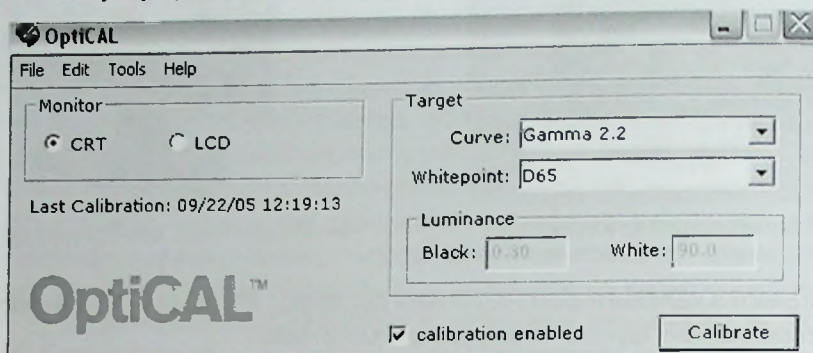 OptiCAL
File Edit Tools Help
Monitor
CRT LCD
Last Calibration: 09/22/05 12:19:13
OptiCAL™
Target
Curve: Gamma 2.2
Whitepoint: D65
Luminance
Black: 0.30 White: 90.0
calibration enabled Calibrate